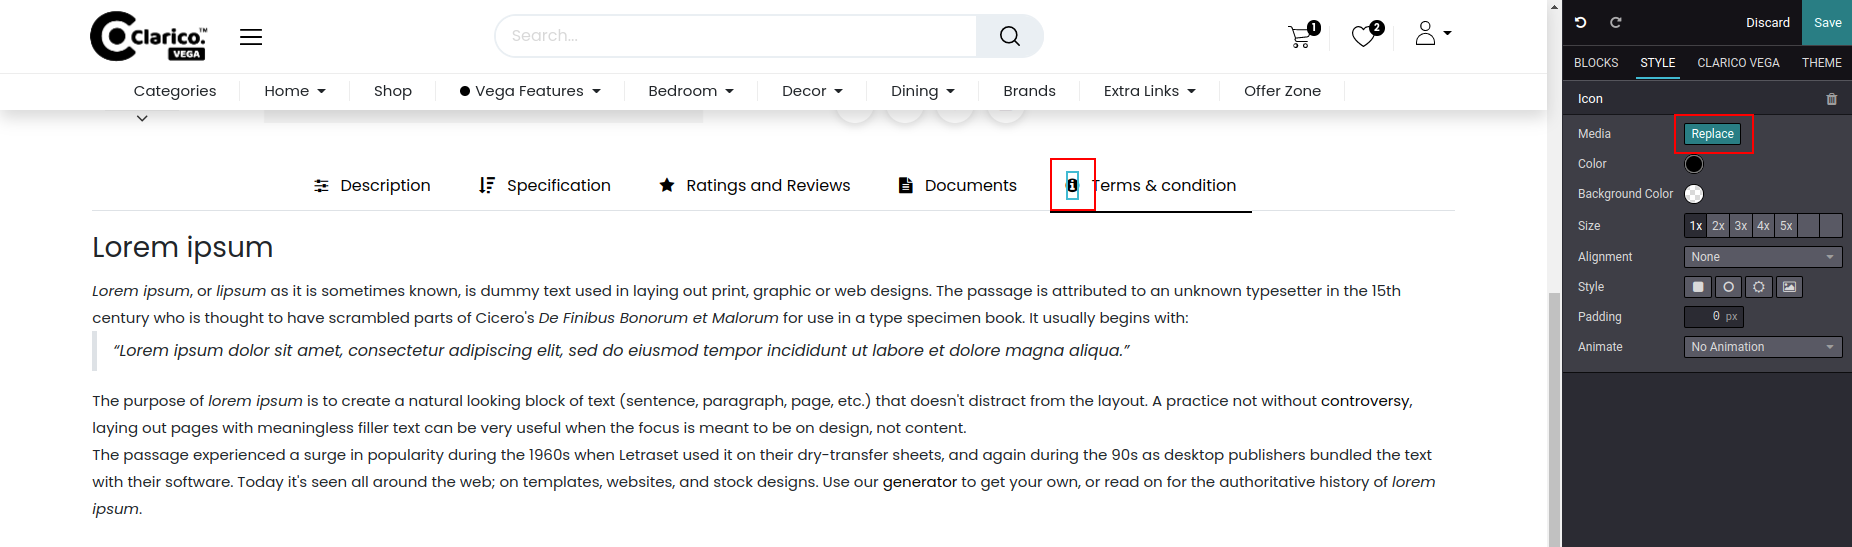 Clarico.™
VEGA
Search...
1
2
Discard
Save
Categories
Home
Shop
Vega Features
Bedroom
Decor
Dining
Brands
Extra Links
Offer Zone
BLOCKS
STYLE
CLARICO VEGA
THEME
Icon
Media
Replace
Color
Background Color
Size
1x
2x
3x
4x
5x
Alignment
None
Style
Padding
0 px
Animate
No Animation
Description
Specification
Ratings and Reviews
Documents
Terms & condition
Lorem ipsum
Lorem ipsum, or lipsum as it is sometimes known, is dummy text used in laying out print, graphic or web designs. The passage is attributed to an unknown typesetter in the 15th
century who is thought to have scrambled parts of Cicero's De Finibus Bonorum et Malorum for use in a type specimen book. It usually begins with:
“Lorem ipsum dolor sit amet, consectetur adipiscing elit, sed do eiusmod tempor incididunt ut labore et dolore magna aliqua.”
The purpose of lorem ipsum is to create a natural looking block of text (sentence, paragraph, page, etc.) that doesn't distract from the layout. A practice not without controversy,
laying out pages with meaningless filler text can be very useful when the focus is meant to be on design, not content.
The passage experienced a surge in popularity during the 1960s when Letraset used it on their dry-transfer sheets, and again during the 90s as desktop publishers bundled the text
with their software. Today it's seen all around the web; on templates, websites, and stock designs. Use our generator to get your own, or read on for the authoritative history of lorem
ipsum.